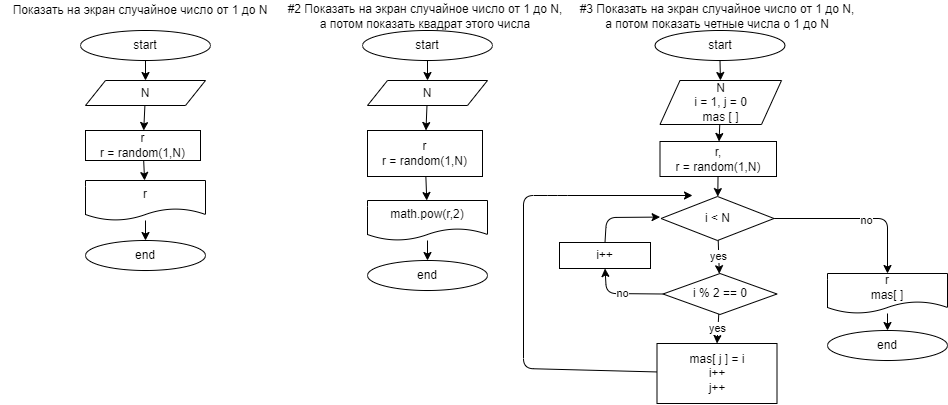 Показать на экран случайное число от 1 до N
start
N
r
r = random(1,N)
r
end
#2 Показать на экран случайное число от 1 до N,
а потом показать квадрат этого числа
start
N
r
r = random(1,N)
math.pow(r,2)
end
#3 Показать на экран случайное число от 1 до N,
а потом показать четные числа о 1 до N
start
N
i = 1, j = 0
mas [ ]
r,
r = random(1,N)
i < N
no
yes
i++
i % 2 == 0
no
yes
mas[ j ] = i
i++
j++
r
mas[ ]
end